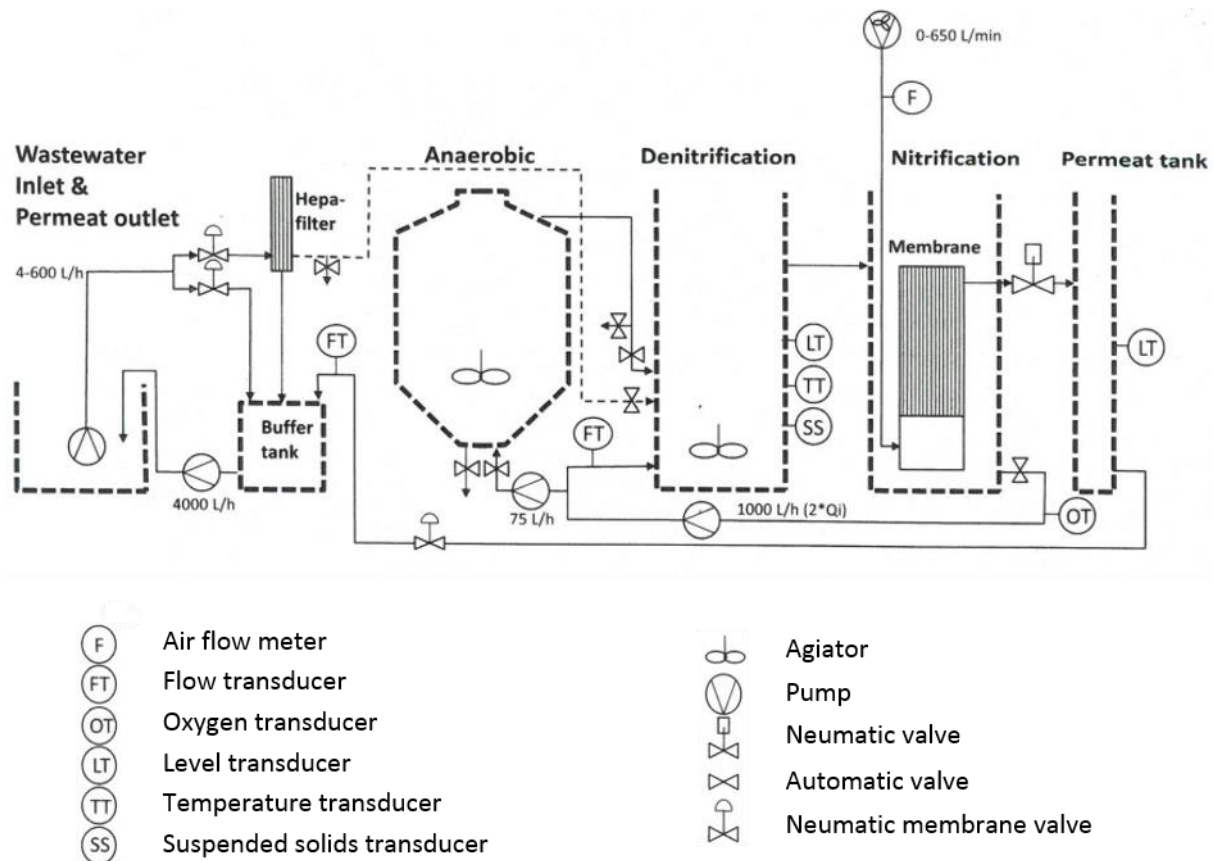 0-650 L/min
F
Wastewater
Inlet &
Permeat outlet
Anaerobic
Denitrification
Nitrification
Permeat tank
Hepa-
filter
Membrane
4-600 L/h
FT
LT
LT
TT
SS
FT
Buffer
tank
4000 L/h
75 L/h
1000 L/h (2*Qi)
OT
F Air flow meter
FT Flow transducer
OT Oxygen transducer
LT Level transducer
TT Temperature transducer
SS Suspended solids transducer
Agiator
Pump
Neumatic valve
Automatic valve
Neumatic membrane valve